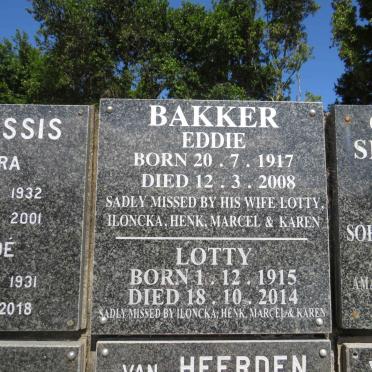 SSIS
RA
1932
2001
DE
1931
2018
BAKKER
EDDIE
BORN 20 . 7 . 1917
DIED 12 . 3 . 2008
SADLY MISSED BY HIS WIFE LOTTY,
ILONCKA, HENK, MARCEL & KAREN
LOTTY
BORN 1 . 12 . 1915
DIED 18 . 10 . 2014
SADLY MISSED BY ILONCKA, HENK, MARCEL & KAREN
VAN HEERDEN